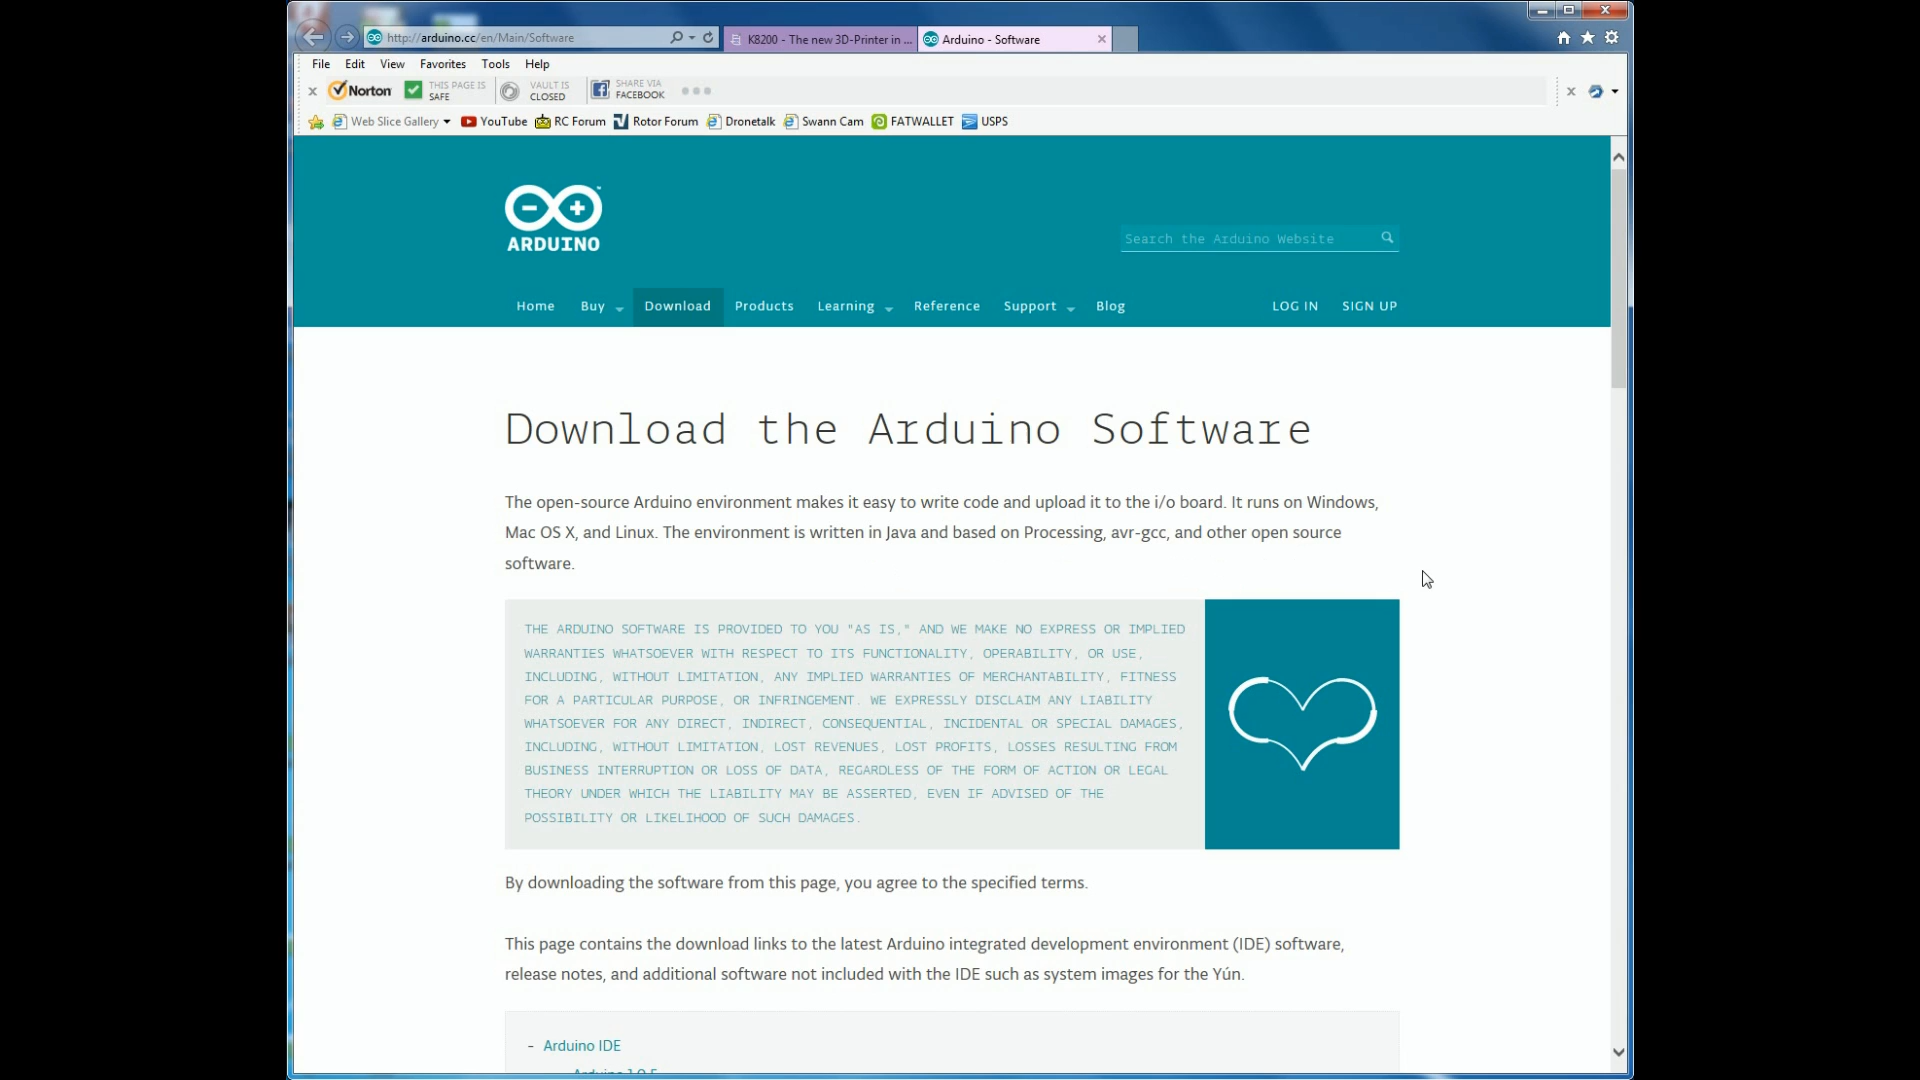 http://arduino.cc/en/Main/Software
K8200 - The new 3D-Printer in ...
Arduino - Software
File Edit View Favorites Tools Help
Norton
THIS PAGE IS
SAFE
VAULT IS
CLOSED
SHARE VIA
FACEBOOK
Web Slice Gallery YouTube RC Forum Rotor Forum Dronetalk Swann Cam FATWALLET USPS
ARDUINO
Search the Arduino Website
Home Buy Download Products Learning Reference Support Blog LOG IN SIGN UP
Download the Arduino Software
The open-source Arduino environment makes it easy to write code and upload it to the i/o board. It runs on Windows,
Mac OS X, and Linux. The environment is written in Java and based on Processing, avr-gcc, and other open source
software.
THE ARDUINO SOFTWARE IS PROVIDED TO YOU "AS IS," AND WE MAKE NO EXPRESS OR IMPLIED
WARRANTIES WHATSOEVER WITH RESPECT TO ITS FUNCTIONALITY, OPERABILITY, OR USE,
INCLUDING, WITHOUT LIMITATION, ANY IMPLIED WARRANTIES OF MERCHANTABILITY, FITNESS
FOR A PARTICULAR PURPOSE, OR INFRINGEMENT. WE EXPRESSLY DISCLAIM ANY LIABILITY
WHATSOEVER FOR ANY DIRECT, INDIRECT, CONSEQUENTIAL, INCIDENTAL OR SPECIAL DAMAGES,
INCLUDING, WITHOUT LIMITATION, LOST REVENUES, LOST PROFITS, LOSSES RESULTING FROM
BUSINESS INTERRUPTION OR LOSS OF DATA, REGARDLESS OF THE FORM OF ACTION OR LEGAL
THEORY UNDER WHICH THE LIABILITY MAY BE ASSERTED, EVEN IF ADVISED OF THE
POSSIBILITY OR LIKELIHOOD OF SUCH DAMAGES.
By downloading the software from this page, you agree to the specified terms.
This page contains the download links to the latest Arduino integrated development environment (IDE) software,
release notes, and additional software not included with the IDE such as system images for the Yún.
- Arduino IDE
Arduino 1.0.5